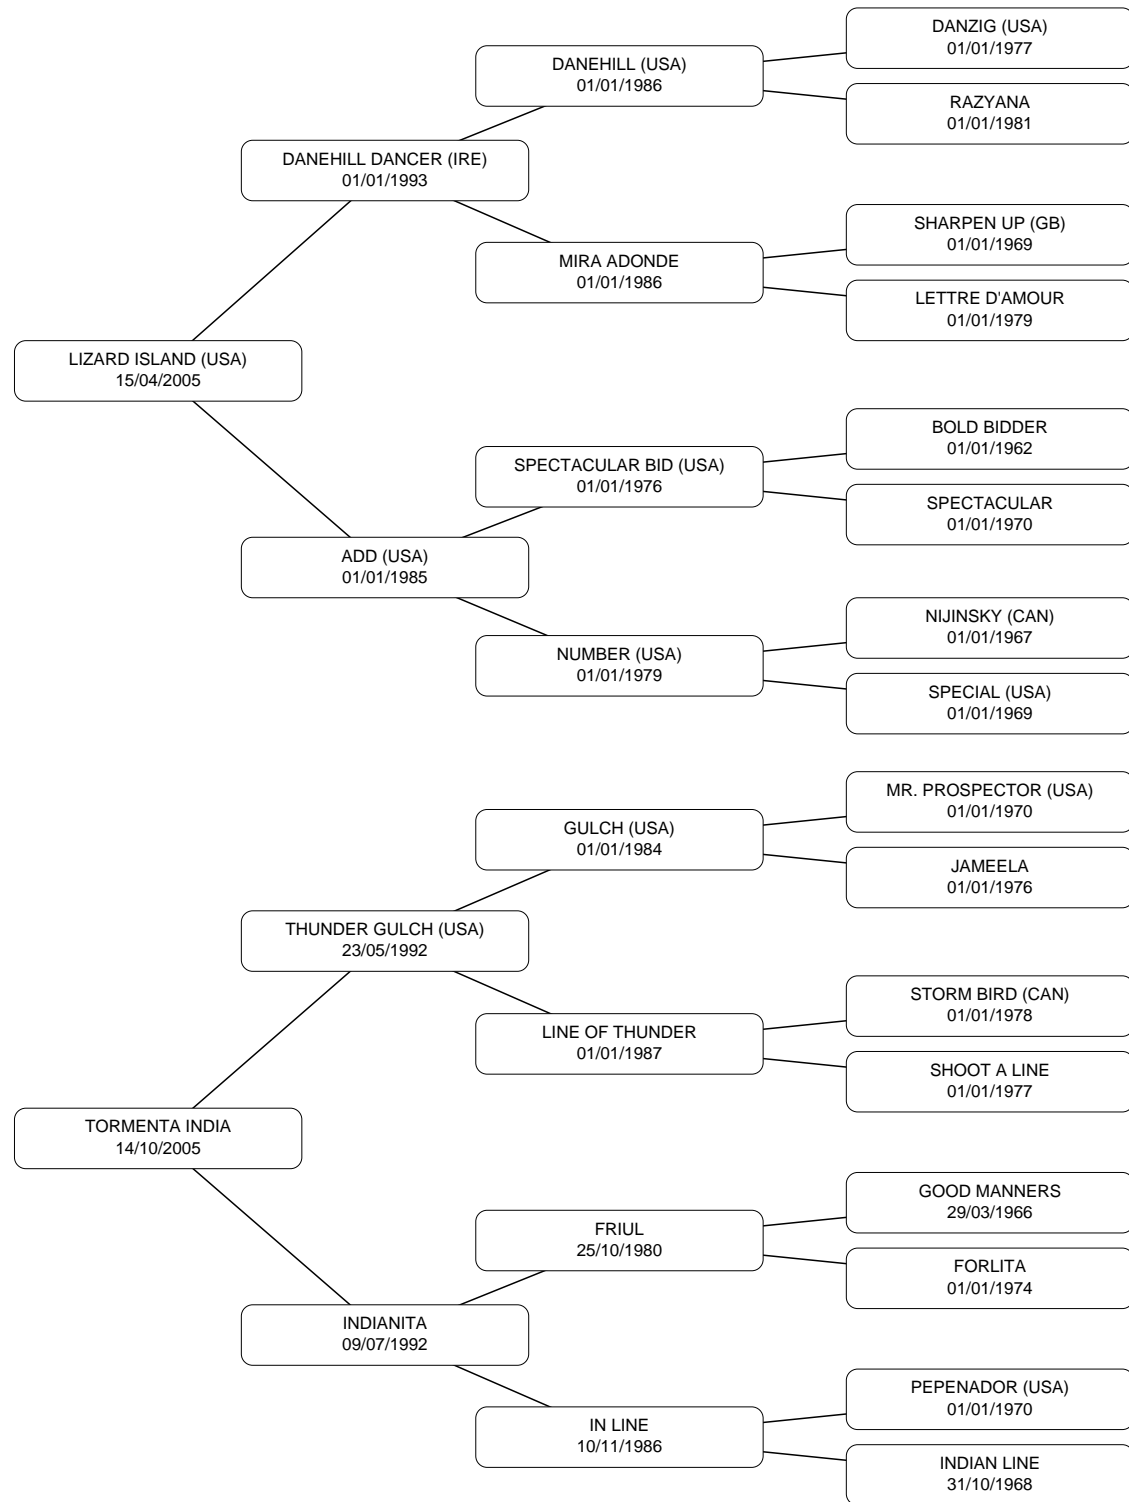 DANZIG (USA)
01/01/1977
DANEHILL (USA)
01/01/1986
RAZYANA
01/01/1981
DANEHILL DANCER (IRE)
01/01/1993
SHARPEN UP (GB)
01/01/1969
MIRA ADONDE
01/01/1986
LETTRE D'AMOUR
01/01/1979
LIZARD ISLAND (USA)
15/04/2005
BOLD BIDDER
01/01/1962
SPECTACULAR BID (USA)
01/01/1976
SPECTACULAR
01/01/1970
ADD (USA)
01/01/1985
NIJINSKY (CAN)
01/01/1967
NUMBER (USA)
01/01/1979
SPECIAL (USA)
01/01/1969
MR. PROSPECTOR (USA)
01/01/1970
GULCH (USA)
01/01/1984
JAMEELA
01/01/1976
THUNDER GULCH (USA)
23/05/1992
STORM BIRD (CAN)
01/01/1978
LINE OF THUNDER
01/01/1987
SHOOT A LINE
01/01/1977
TORMENTA INDIA
14/10/2005
GOOD MANNERS
29/03/1966
FRIUL
25/10/1980
FORLITA
01/01/1974
INDIANITA
09/07/1992
PEPENADOR (USA)
01/01/1970
IN LINE
10/11/1986
INDIAN LINE
31/10/1968